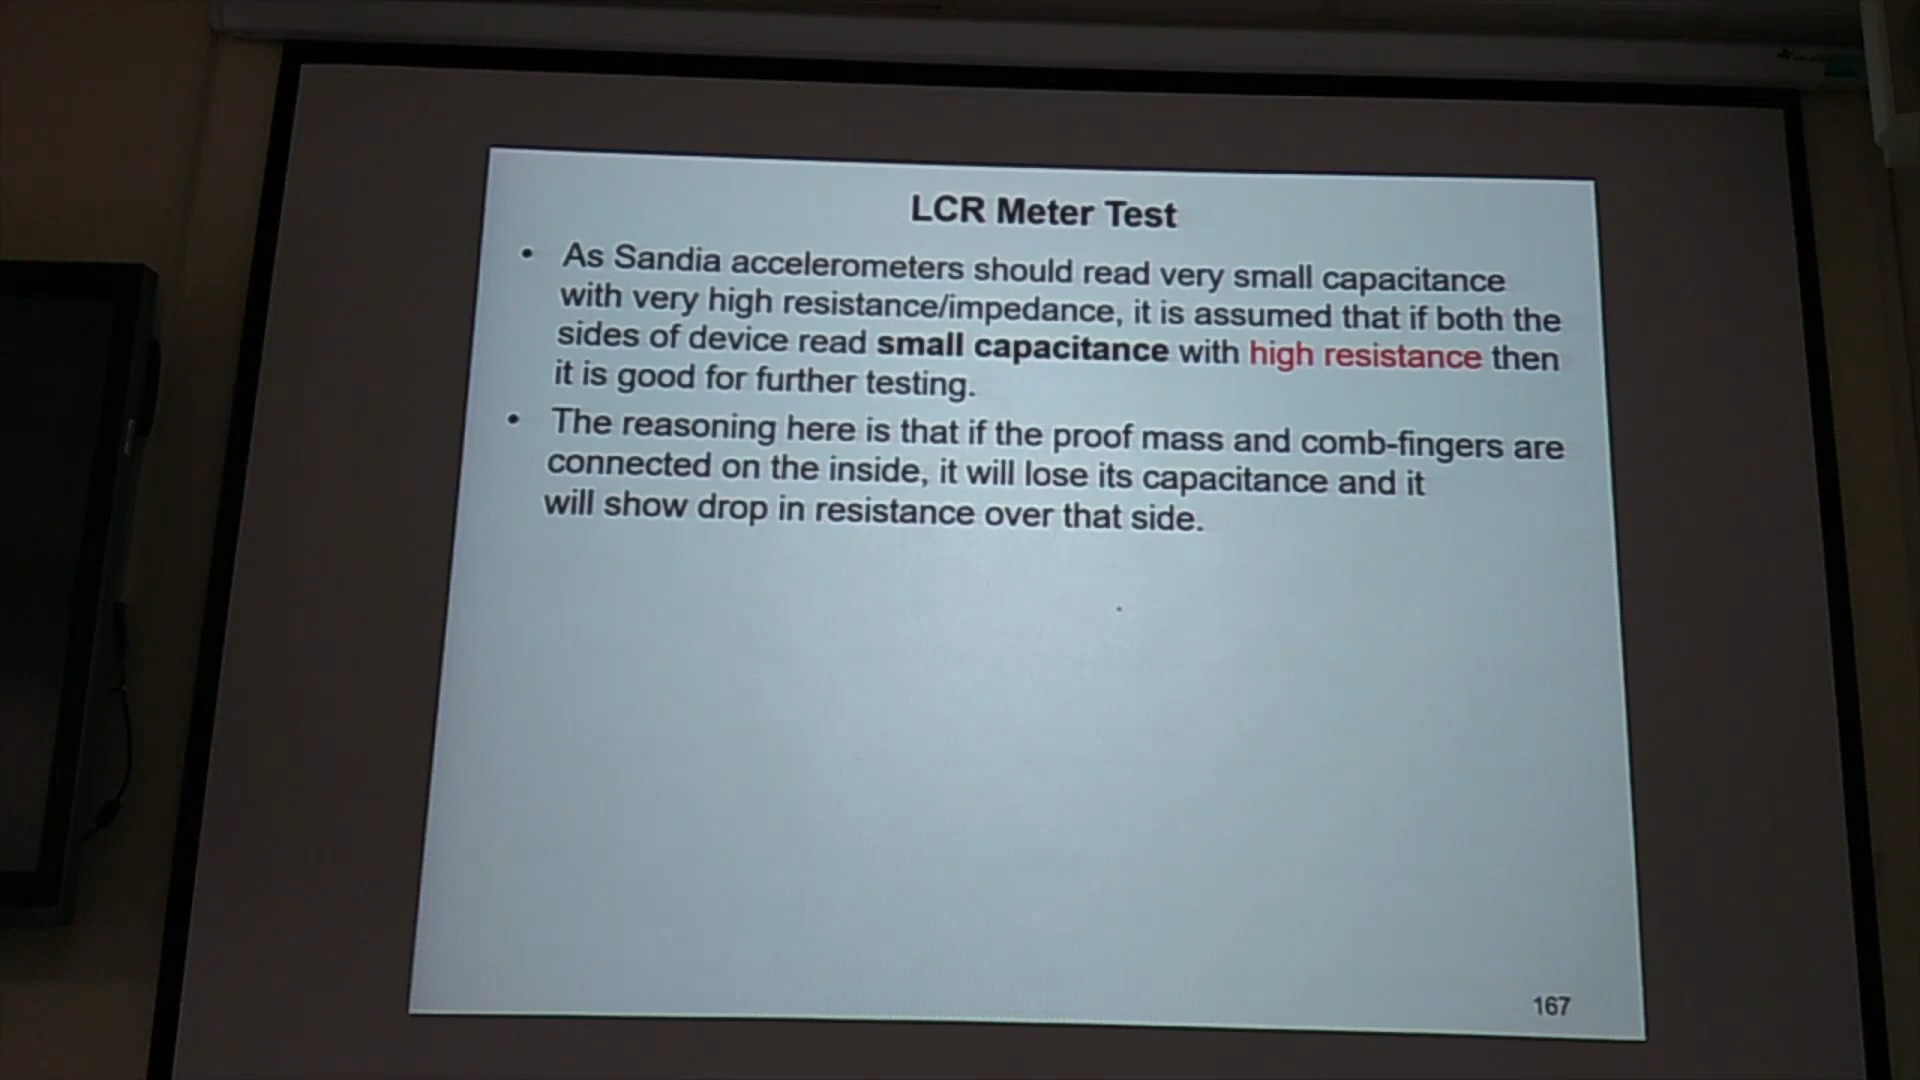 LCR Meter Test
• As Sandia accelerometers should read very small capacitance
with very high resistance/impedance, it is assumed that if both the
sides of device read small capacitance with high resistance then
it is good for further testing.
• The reasoning here is that if the proof mass and comb-fingers are
connected on the inside, it will lose its capacitance and it
will show drop in resistance over that side.
167